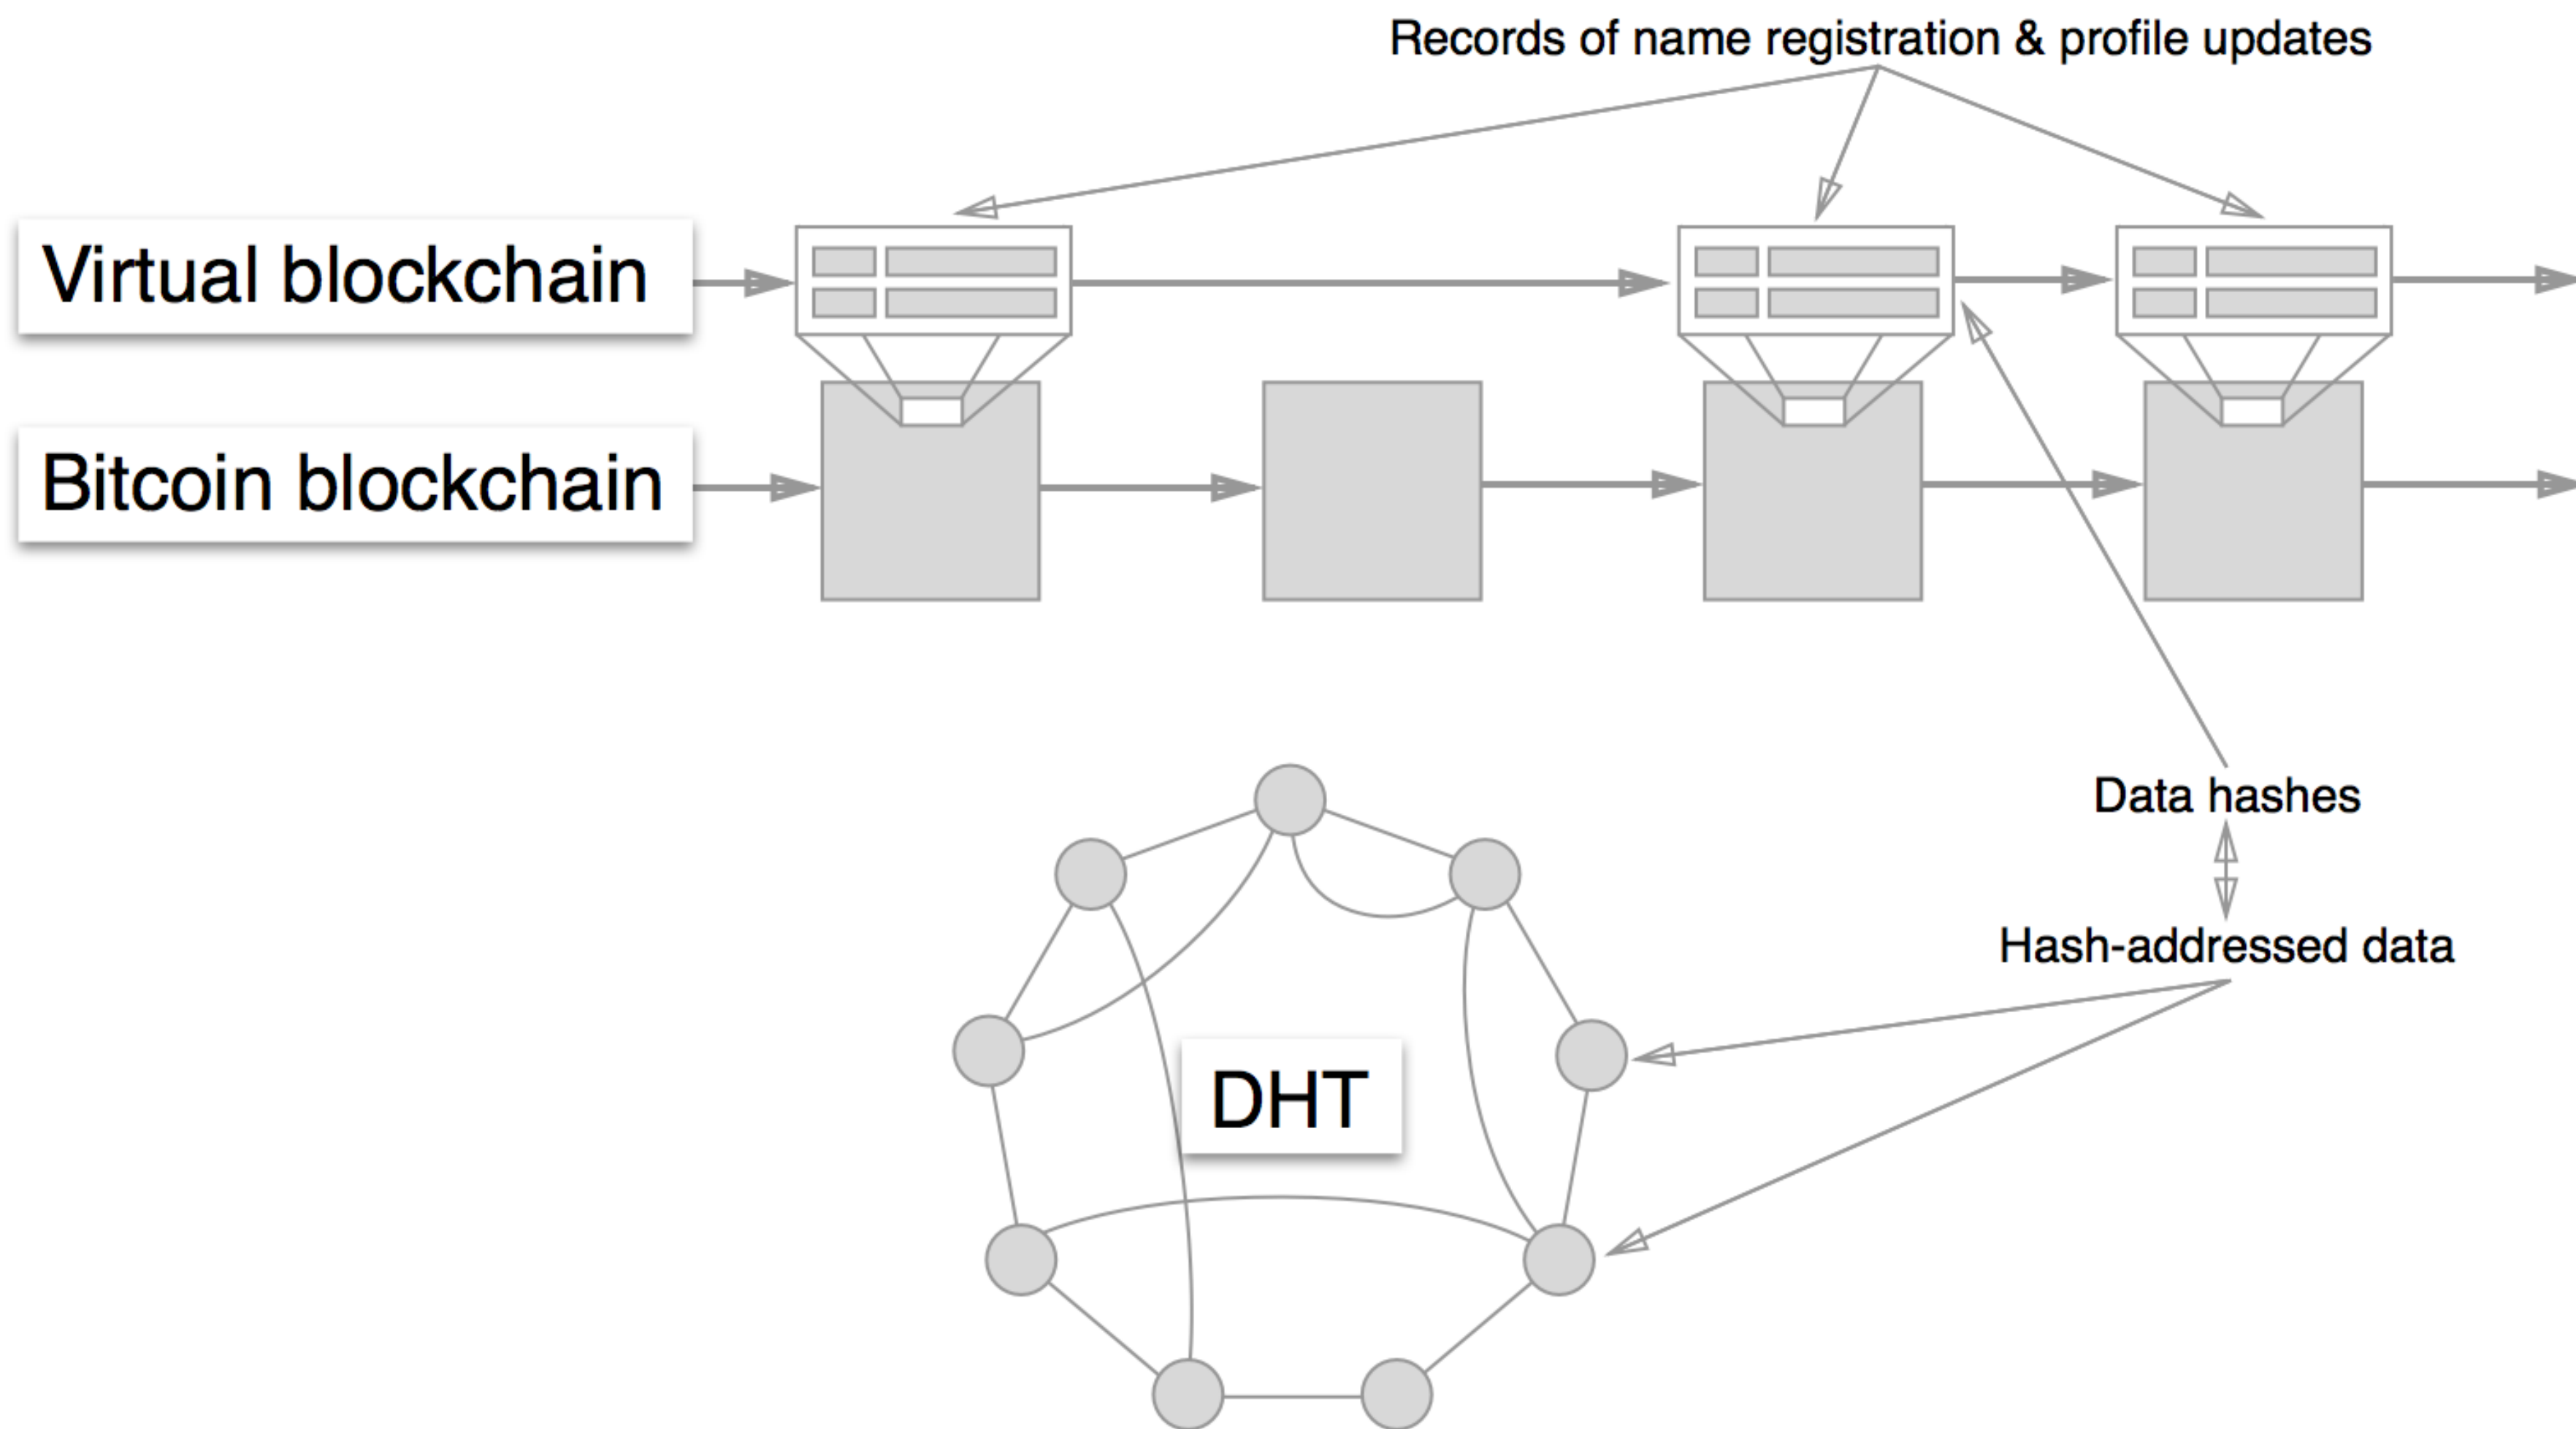 Records of name registration & profile updates
Virtual blockchain
Bitcoin blockchain
Data hashes
Hash-addressed data
DHT